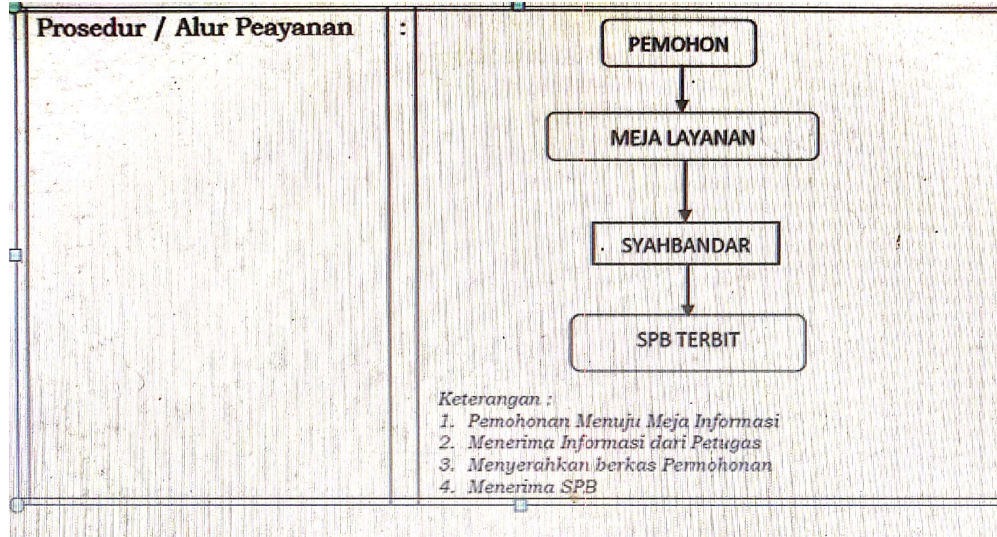 Prosedur / Alur Peayanan :
PEMOHON
MEJA LAYANAN
SYAHBANDAR
SPB TERBIT
Keterangan :
1. Pemohonan Menuju Meja Informasi
2. Menerima Informasi dari Petugas
3. Menyerahkan berkas Permohonan
4. Menerima SPB